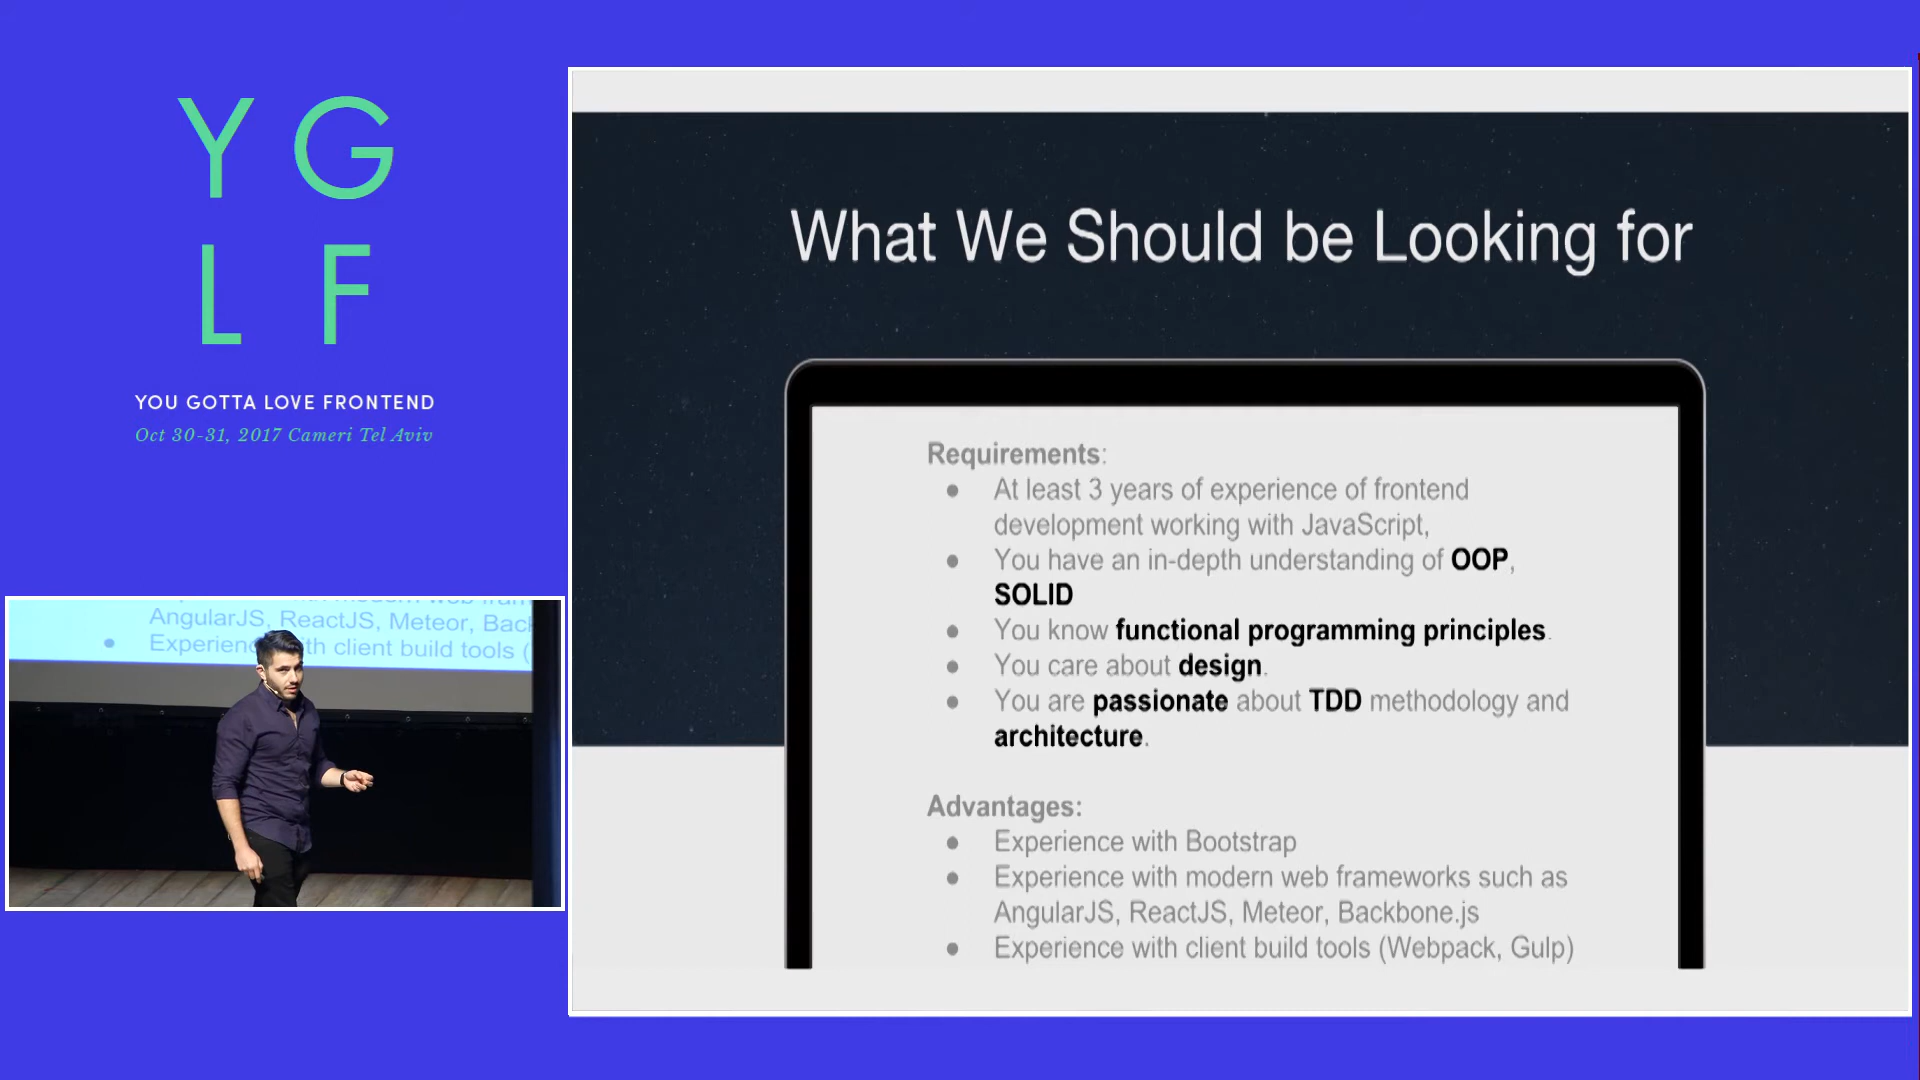 Y G
L F
YOU GOTTA LOVE FRONTEND
Oct 30-31, 2017 Cameri Tel Aviv
What We Should be Looking for
Requirements:
● At least 3 years of experience of frontend
development working with JavaScript,
● You have an in-depth understanding of OOP,
SOLID
● You know functional programming principles.
● You care about design.
● You are passionate about TDD methodology and
architecture.
Advantages:
● Experience with Bootstrap
● Experience with modern web frameworks such as
AngularJS, ReactJS, Meteor, Backbone.js
● Experience with client build tools (Webpack, Gulp)
AngularJS, ReactJS, Meteor, Back
● Experien th client build tools (